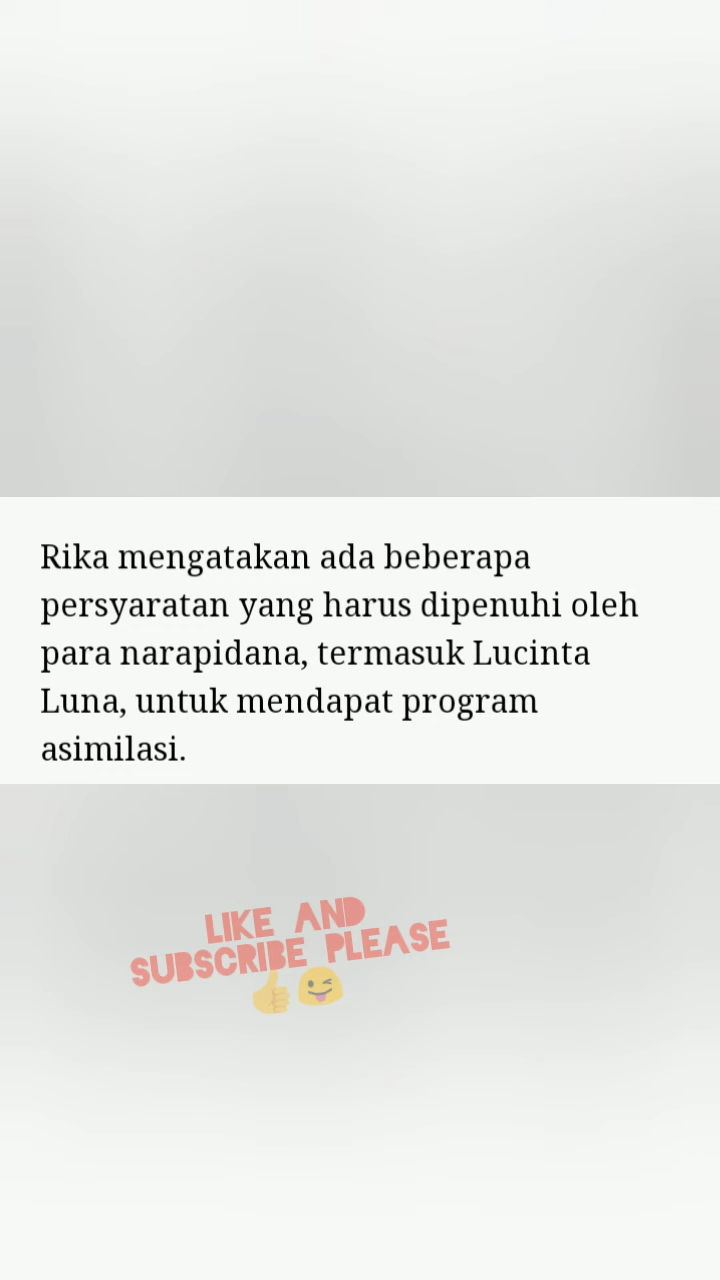 Rika mengatakan ada beberapa
persyaratan yang harus dipenuhi oleh
para narapidana, termasuk Lucinta
Luna, untuk mendapat program
asimilasi.
LIKE AND
SUBSCRIBE PLEASE
👍😜